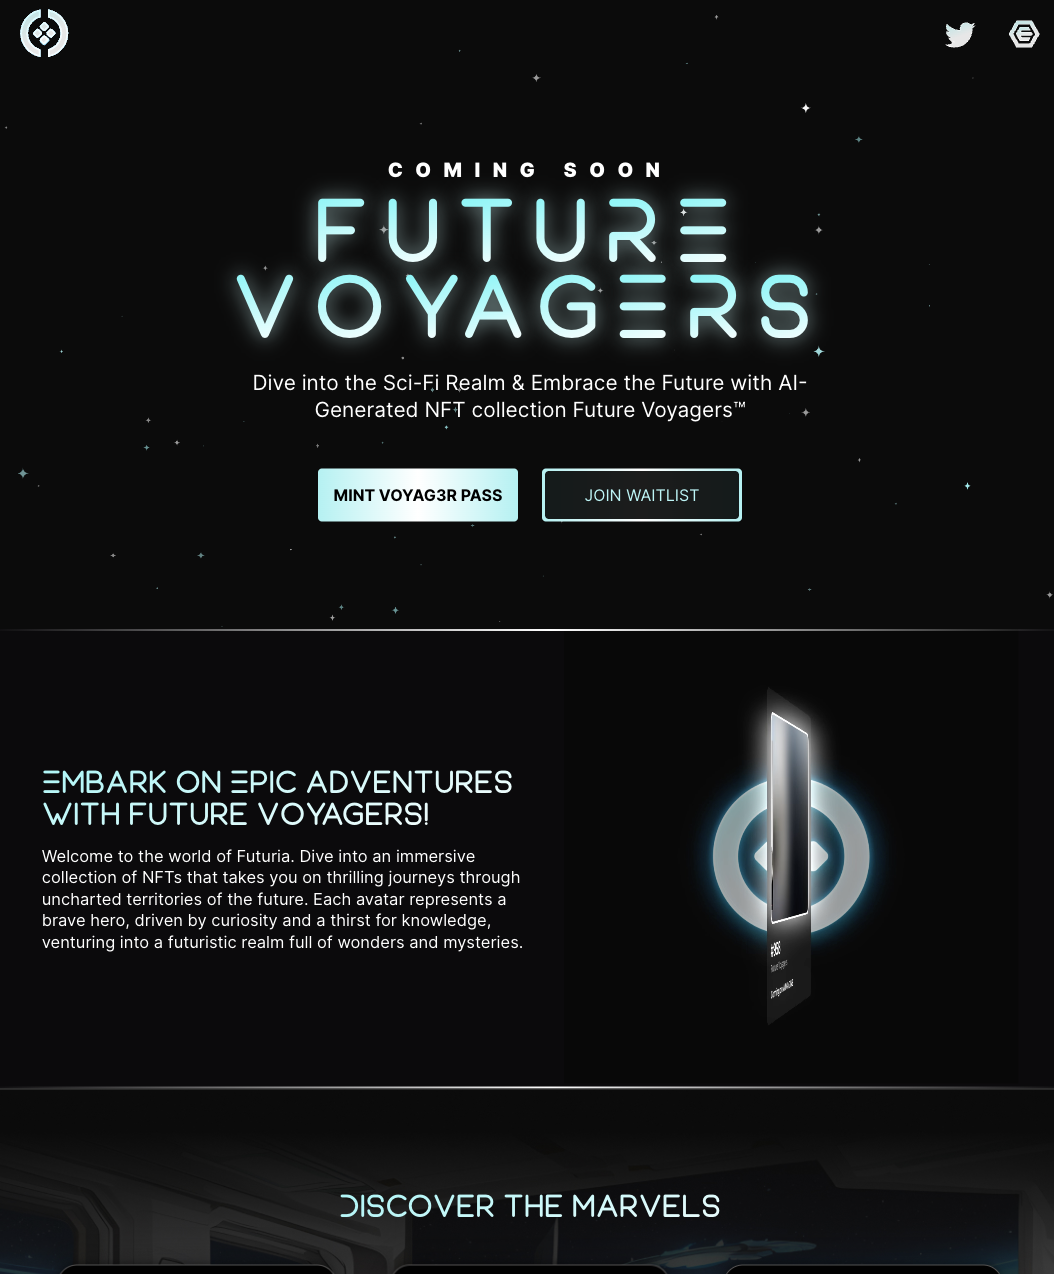 COMING SOON
FUTURE
VOYAGERS
Dive into the Sci-Fi Realm & Embrace the Future with AI-
Generated NFT collection Future Voyagers™
MINT VOYAG3R PASS
JOIN WAITLIST
EMBARK ON EPIC ADVENTURES
WITH FUTURE VOYAGERS!
Welcome to the world of Futuria. Dive into an immersive
collection of NFTs that takes you on thrilling journeys through
uncharted territories of the future. Each avatar represents a
brave hero, driven by curiosity and a thirst for knowledge,
venturing into a futuristic realm full of wonders and mysteries.
DISCOVER THE MARVELS